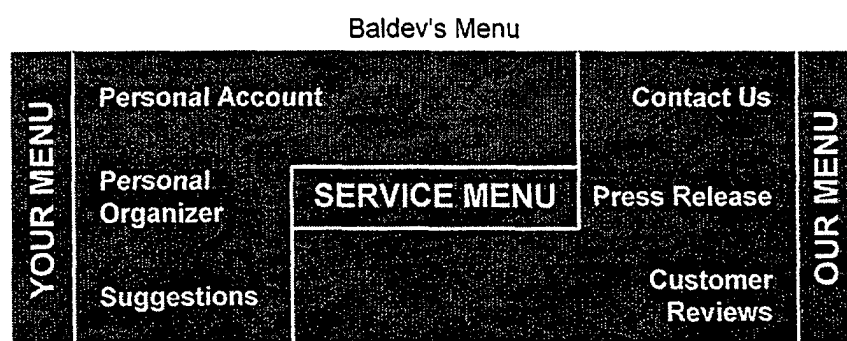 Baldev's Menu
YOUR MENU
Personal Account
Personal
Organizer
Suggestions
SERVICE MENU
Contact Us
Press Release
Customer
Reviews
OUR MENU